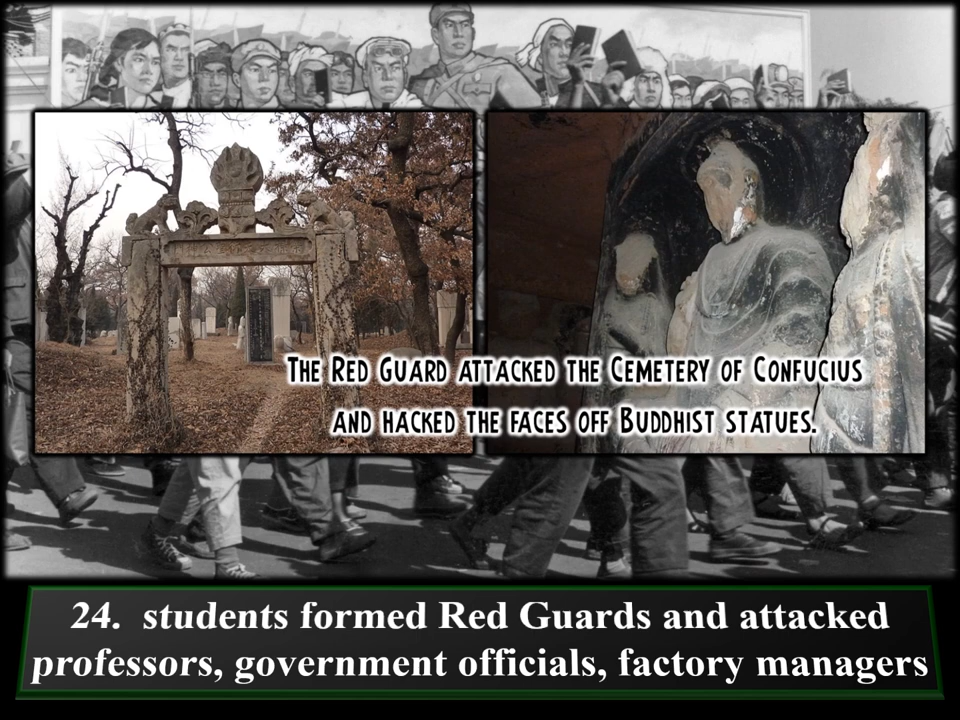 The Red Guard attacked the Cemetery of Confucius
and hacked the faces off Buddhist statues.
24. students formed Red Guards and attacked
professors, government officials, factory managers